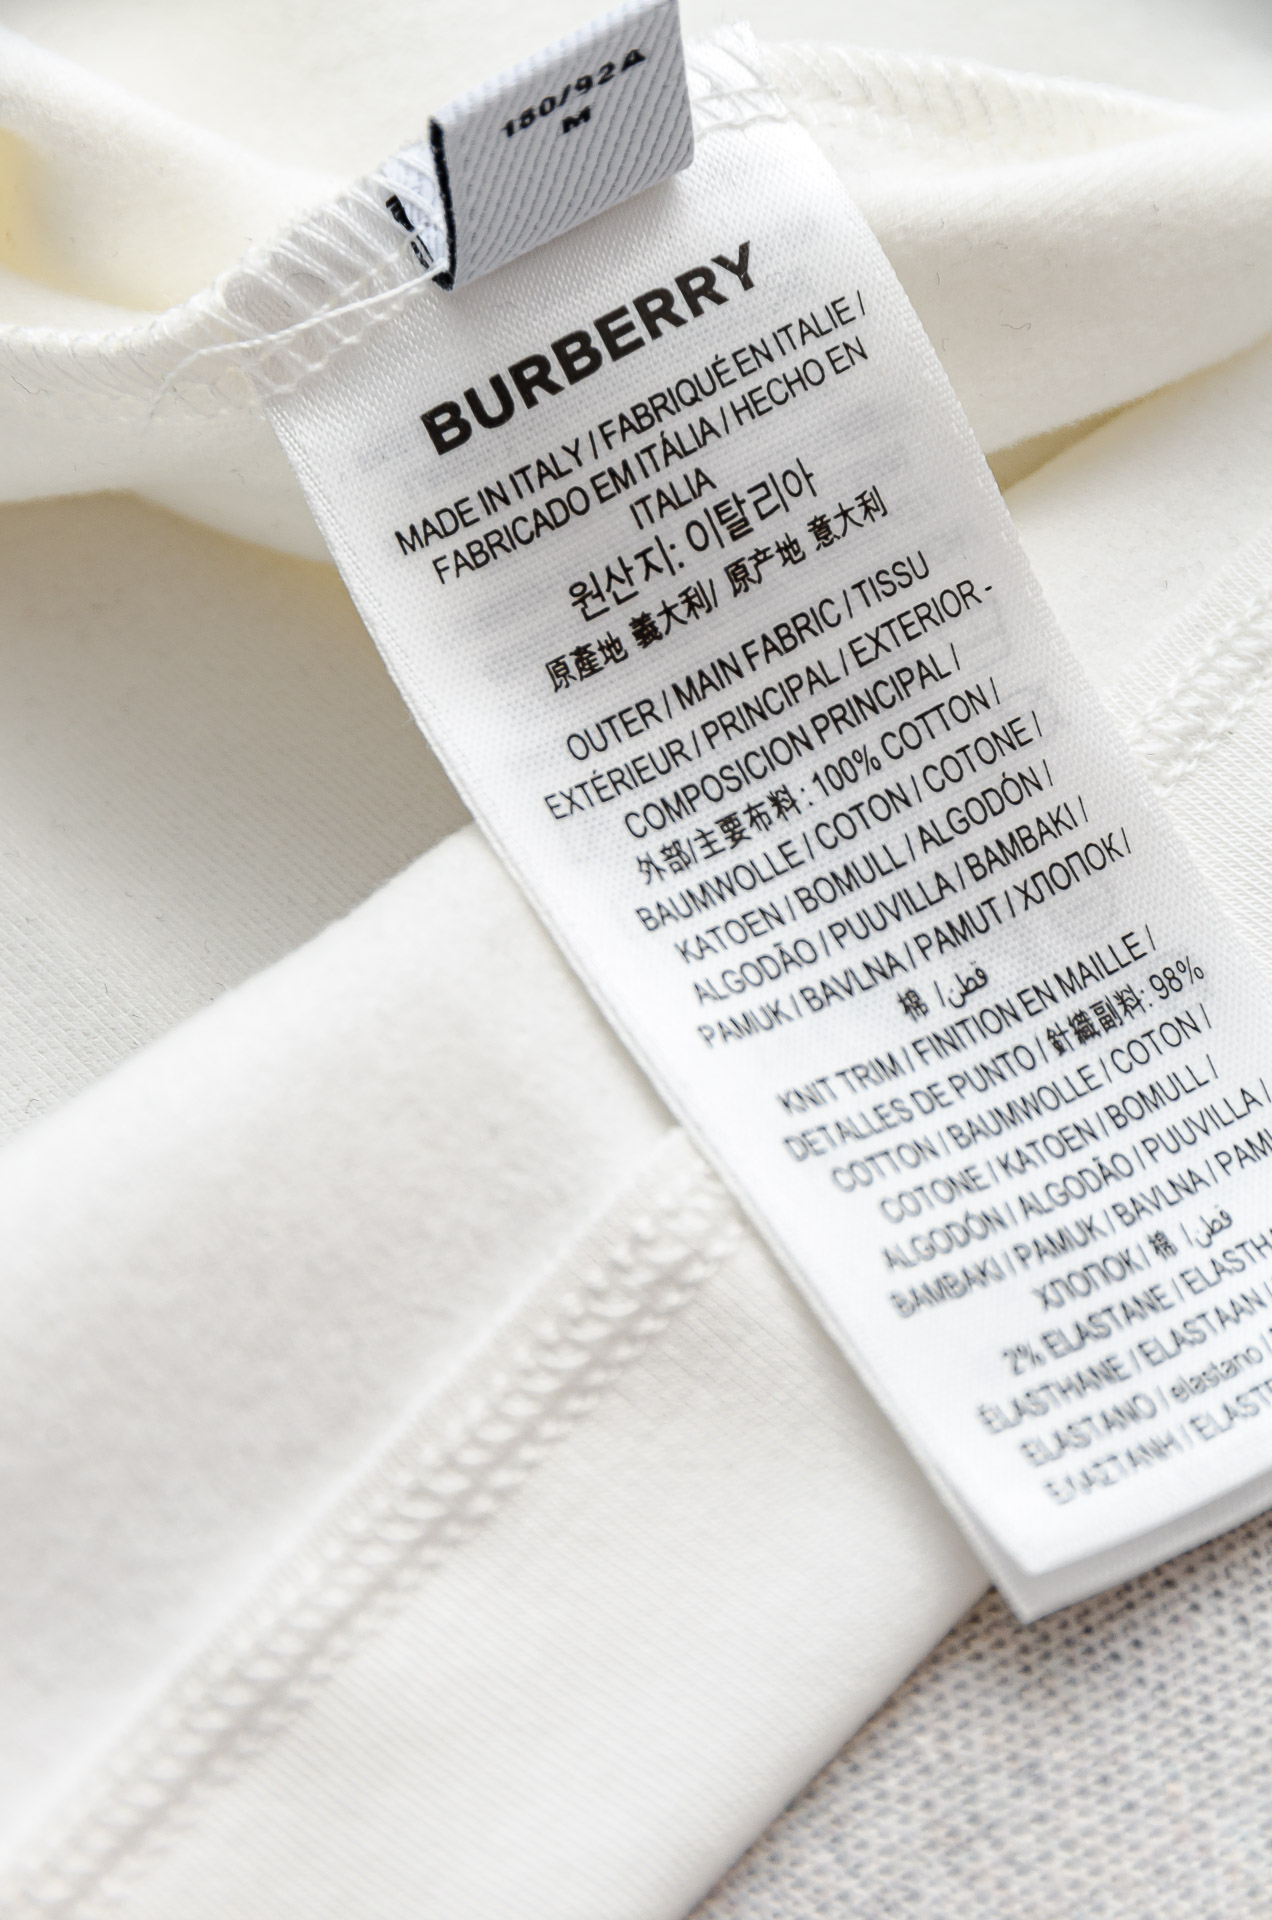 180/92A
M
BURBERRY
MADE IN ITALY / FABRIQUÉ EN ITALIE /
FABRICADO EM ITÁLIA / HECHO EN
ITALIA
원산지: 이탈리아
原產地 義大利/ 原产地 意大利
OUTER / MAIN FABRIC / TISSU
EXTÉRIEUR / PRINCIPAL / EXTERIOR -
COMPOSICION PRINCIPAL /
外部/主要布料: 100% COTTON /
BAUMWOLLE / COTON / COTONE /
KATOEN / BOMULL / ALGODÓN /
ALGODÃO / PUUVILLA / BAMBAKI /
PAMUK / BAVLNA / PAMUT / ХЛОПОК /
棉 /قطن
KNIT TRIM / FINITION EN MAILLE /
DETALLES DE PUNTO / 針織副料: 98%
COTTON / BAUMWOLLE / COTON /
COTONE / KATOEN / BOMULL /
ALGODÓN / ALGODÃO / PUUVILLA /
BAMBAKI / PAMUK / BAVLNA /
ХЛОПОК / 棉 /قطن
2% ELASTANE /
ÉLASTHANE / ELASTAAN /
ELASTANO / elastano /
ΕΛΑΣΤΑΝΗ /